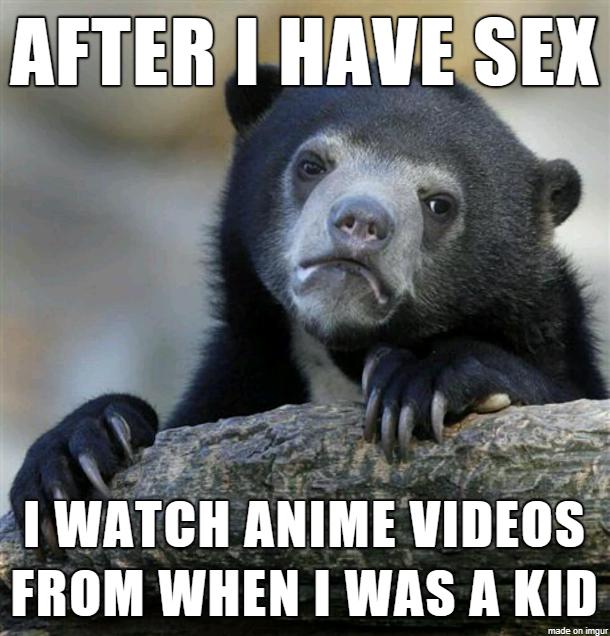 AFTER I HAVE SEX
I WATCH ANIME VIDEOS
FROM WHEN I WAS A KID
made on imgur